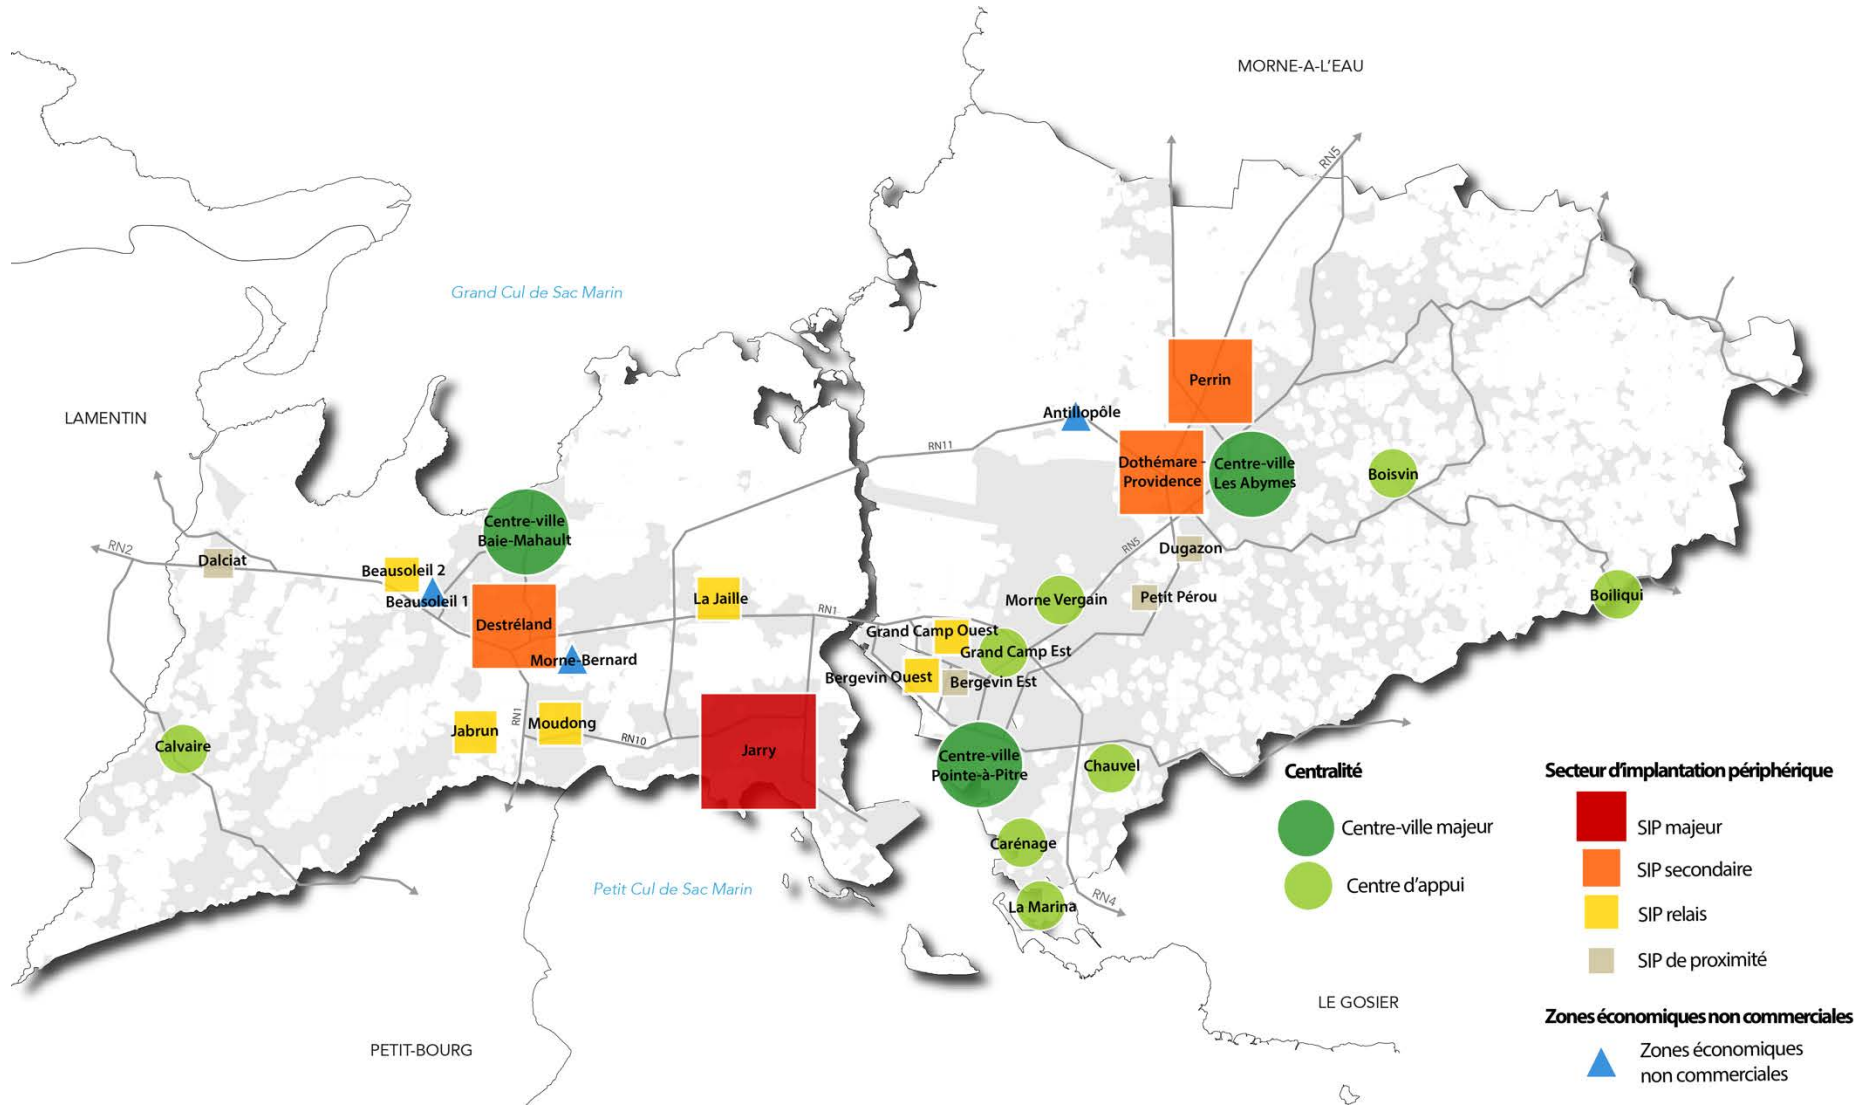 MORNE-A-L'EAU
RN5
Grand Cul de Sac Marin
Perrin
LAMENTIN
Antillopôle
RN11
Dothémare -
Providence
Centre-ville
Les Abymes
Boisvin
Centre-ville
Baie-Mahault
RN2
Dalciat
Beausoleil 2
Beausoleil 1
RN5
Dugazon
La Jaille
Morne Vergain
Petit Pérou
Boiliqui
Destréland
RN1
Grand Camp Ouest
Grand Camp Est
Morne-Bernard
Bergevin Ouest
Bergevin Est
RN1
Moudong
Jabrun
RN10
Calvaire
Jarry
Centre-ville
Pointe-à-Pitre
Chauvel
Carénage
Petit Cul de Sac Marin
La Marina
RN4
LE GOSIER
PETIT-BOURG
Centralité
Centre-ville majeur
Centre d'appui
Secteur d'implantation périphérique
SIP majeur
SIP secondaire
SIP relais
SIP de proximité
Zones économiques non commerciales
Zones économiques
non commerciales